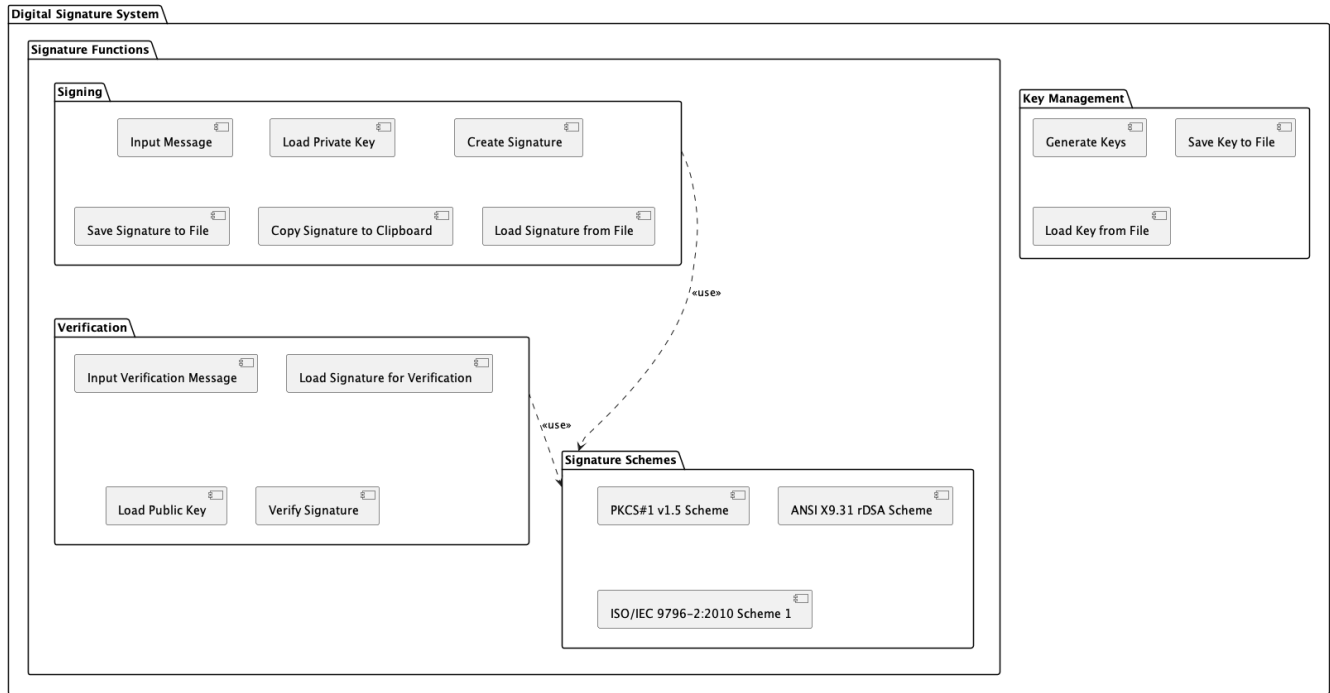 Digital Signature System
Signature Functions
Signing
Input Message
Load Private Key
Create Signature
Save Signature to File
Copy Signature to Clipboard
Load Signature from File
«use»
Verification
Input Verification Message
Load Signature for Verification
Load Public Key
Verify Signature
«use»
Signature Schemes
PKCS#1 v1.5 Scheme
ANSI X9.31 rDSA Scheme
ISO/IEC 9796-2:2010 Scheme 1
Key Management
Generate Keys
Save Key to File
Load Key from File